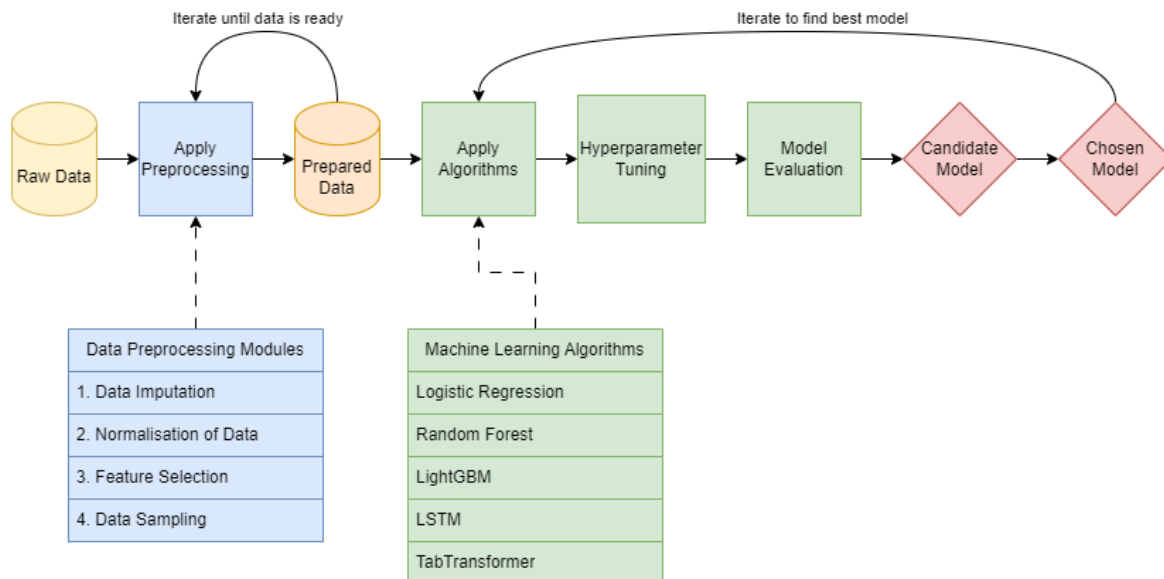 Iterate until data is ready
Iterate to find best model
Raw Data
Apply
Preprocessing
Prepared
Data
Apply
Algorithms
Hyperparameter
Tuning
Model
Evaluation
Candidate
Model
Chosen
Model
Data Preprocessing Modules
1. Data Imputation
2. Normalisation of Data
3. Feature Selection
4. Data Sampling
Machine Learning Algorithms
Logistic Regression
Random Forest
LightGBM
LSTM
TabTransformer